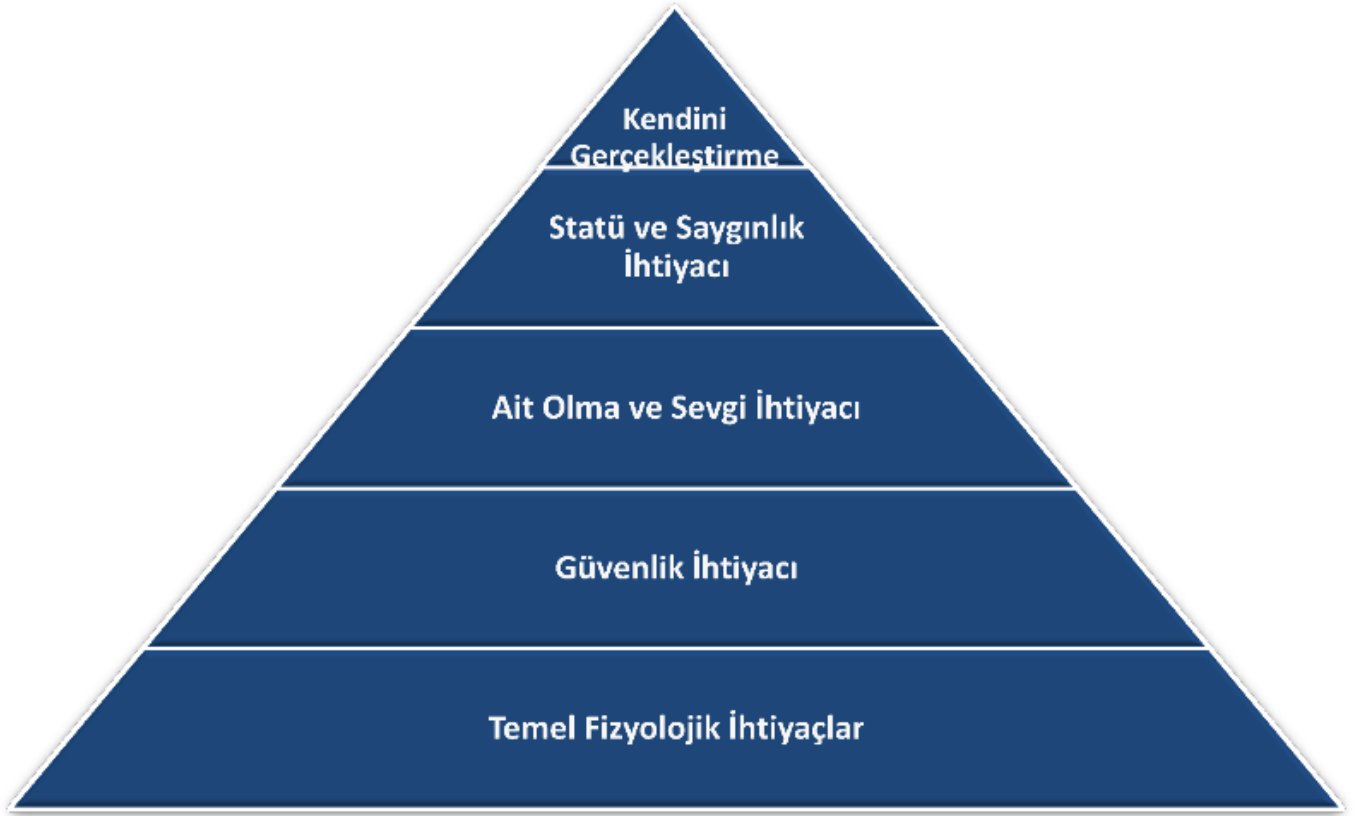 Kendini
Gerçekleştirme
Statü ve Saygınlık
İhtiyacı
Ait Olma ve Sevgi İhtiyacı
Güvenlik İhtiyacı
Temel Fizyolojik İhtiyaçlar